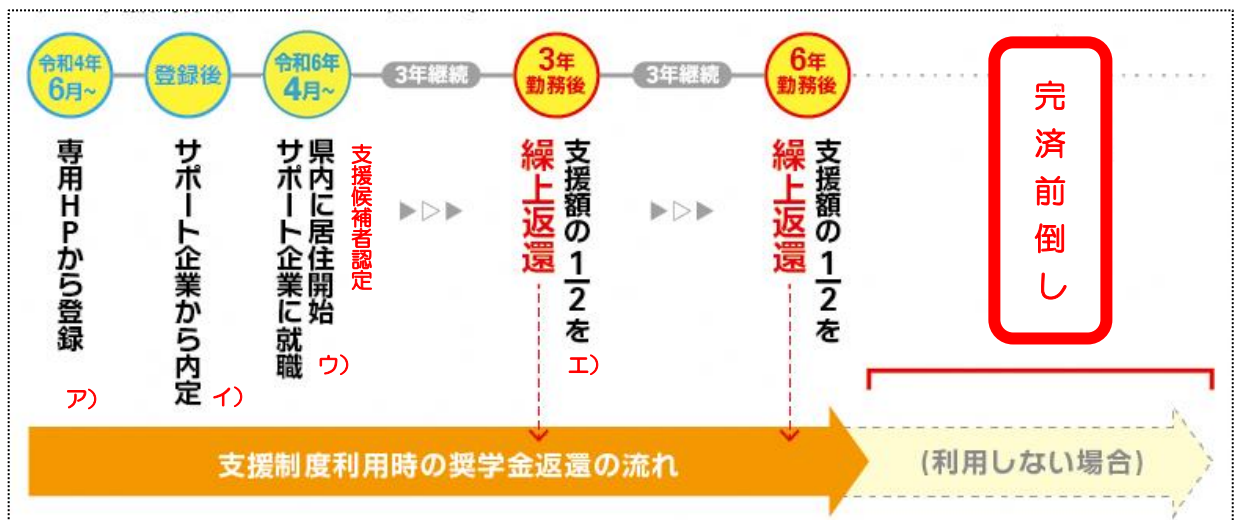 令和4年
6月~
登録後
令和6年
4月~
3年継続
3年
勤務後
3年継続
6年
勤務後
専用HPから登録
ア)
サポート企業から内定
イ)
県内に居住開始
サポート企業に就職
支援候補者認定
ウ)
支援額の1/2を
繰上返還
エ)
支援額の1/2を
繰上返還
完済前倒し
支援制度利用時の奨学金返還の流れ
(利用しない場合)